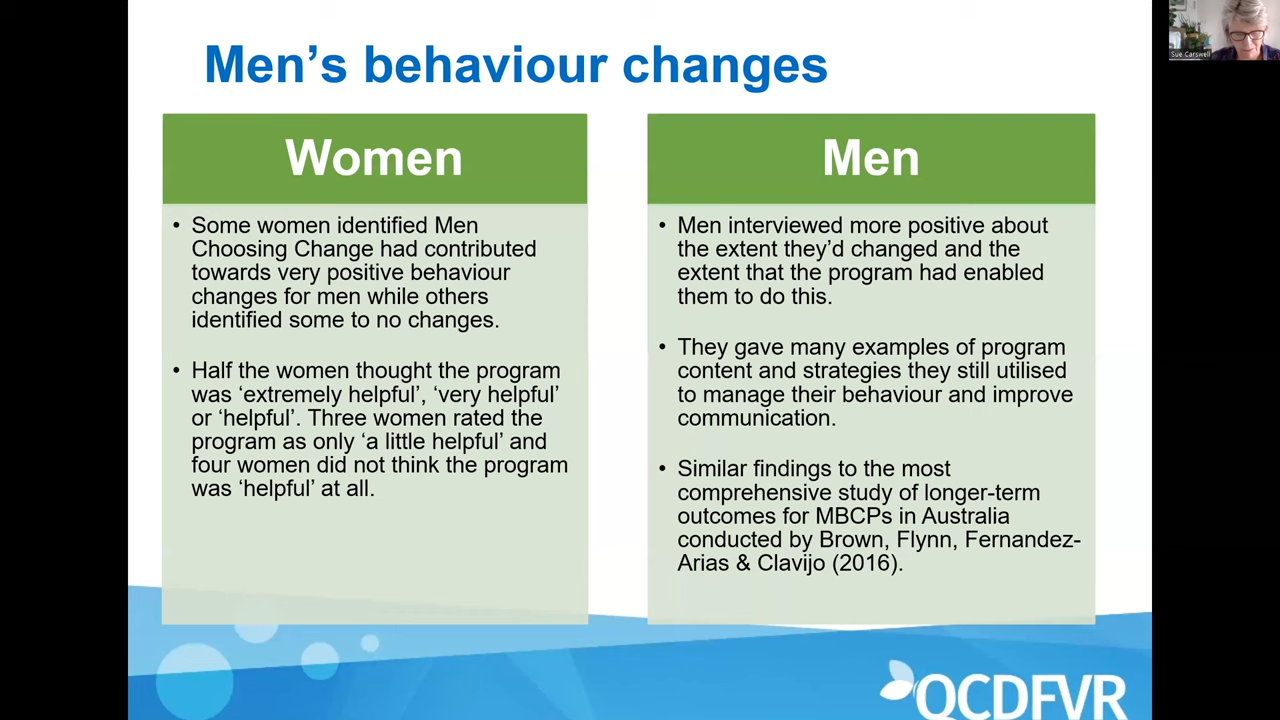 Men’s behaviour changes
Sue Carswell
Women
• Some women identified Men
Choosing Change had contributed
towards very positive behaviour
changes for men while others
identified some to no changes.
• Half the women thought the program
was ‘extremely helpful’, ‘very helpful’
or ‘helpful’. Three women rated the
program as only ‘a little helpful’ and
four women did not think the program
was ‘helpful’ at all.
Men
• Men interviewed more positive about
the extent they’d changed and the
extent that the program had enabled
them to do this.
• They gave many examples of program
content and strategies they still utilised
to manage their behaviour and improve
communication.
• Similar findings to the most
comprehensive study of longer-term
outcomes for MBCPs in Australia
conducted by Brown, Flynn, Fernandez-
Arias & Clavijo (2016).
QCDFVR